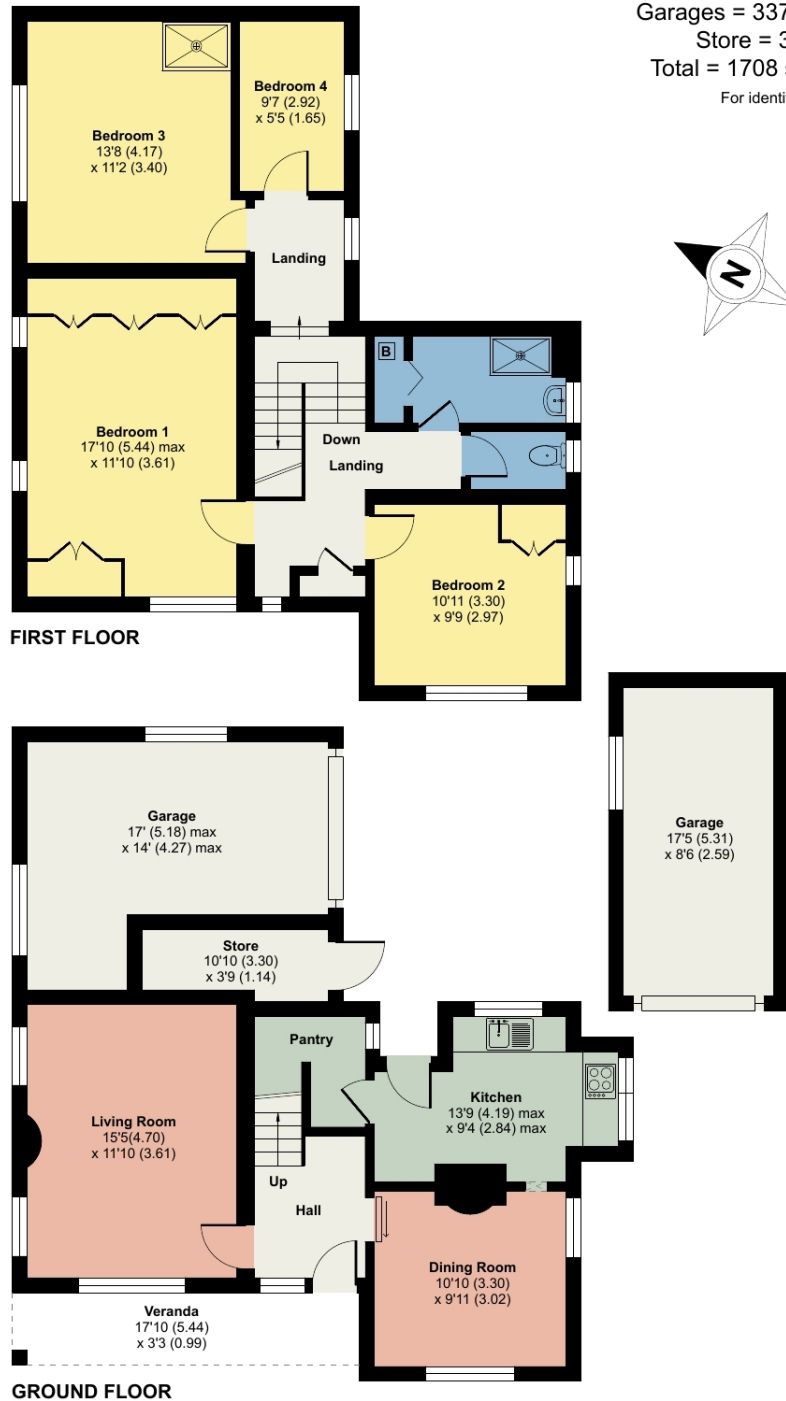 Garages = 337
Store = 3
Total = 1708
For identi
Bedroom 3
13'8 (4.17)
x 11'2 (3.40)
Bedroom 4
9'7 (2.92)
x 5'5 (1.65)
Landing
N
Bedroom 1
17'10 (5.44) max
x 11'10 (3.61)
B
Down
Landing
Bedroom 2
10'11 (3.30)
x 9'9 (2.97)
FIRST FLOOR
Garage
17' (5.18) max
x 14' (4.27) max
Garage
17'5 (5.31)
x 8'6 (2.59)
Store
10'10 (3.30)
x 3'9 (1.14)
Pantry
Kitchen
13'9 (4.19) max
x 9'4 (2.84) max
Living Room
15'5(4.70)
x 11'10 (3.61)
Up
Hall
Dining Room
10'10 (3.30)
x 9'11 (3.02)
Veranda
17'10 (5.44)
x 3'3 (0.99)
GROUND FLOOR